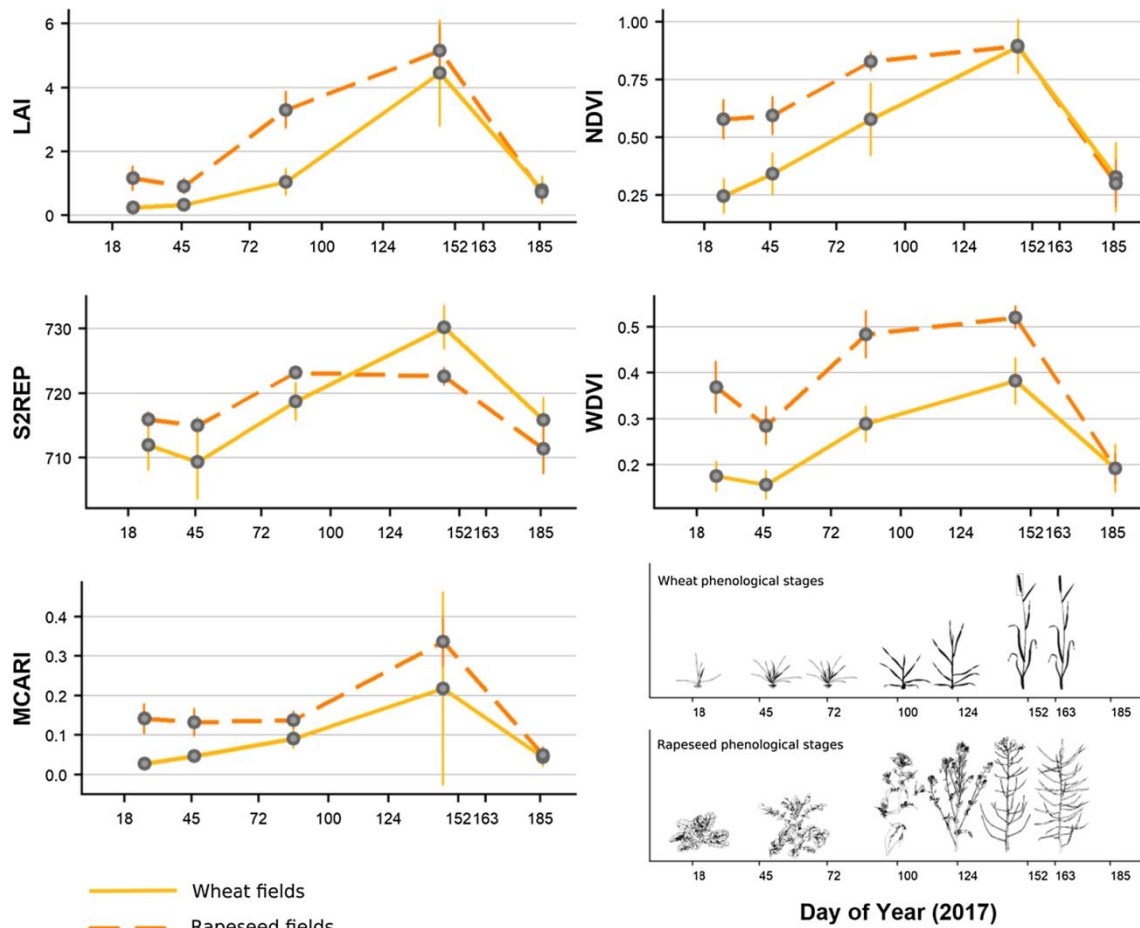 LAI
6
4
2
0
18 45 72 100 124 152 163 185
NDVI
1.00
0.75
0.50
0.25
18 45 72 100 124 152 163 185
S2REP
730
720
710
18 45 72 100 124 152 163 185
WDVI
0.5
0.4
0.3
0.2
18 45 72 100 124 152 163 185
MCARI
0.4
0.3
0.2
0.1
0.0
18 45 72 100 124 152 163 185
Wheat phenological stages
18 45 72 100 124 152 163 185
Rapeseed phenological stages
18 45 72 100 124 152 163 185
Day of Year (2017)
Wheat fields
Rapeseed fields